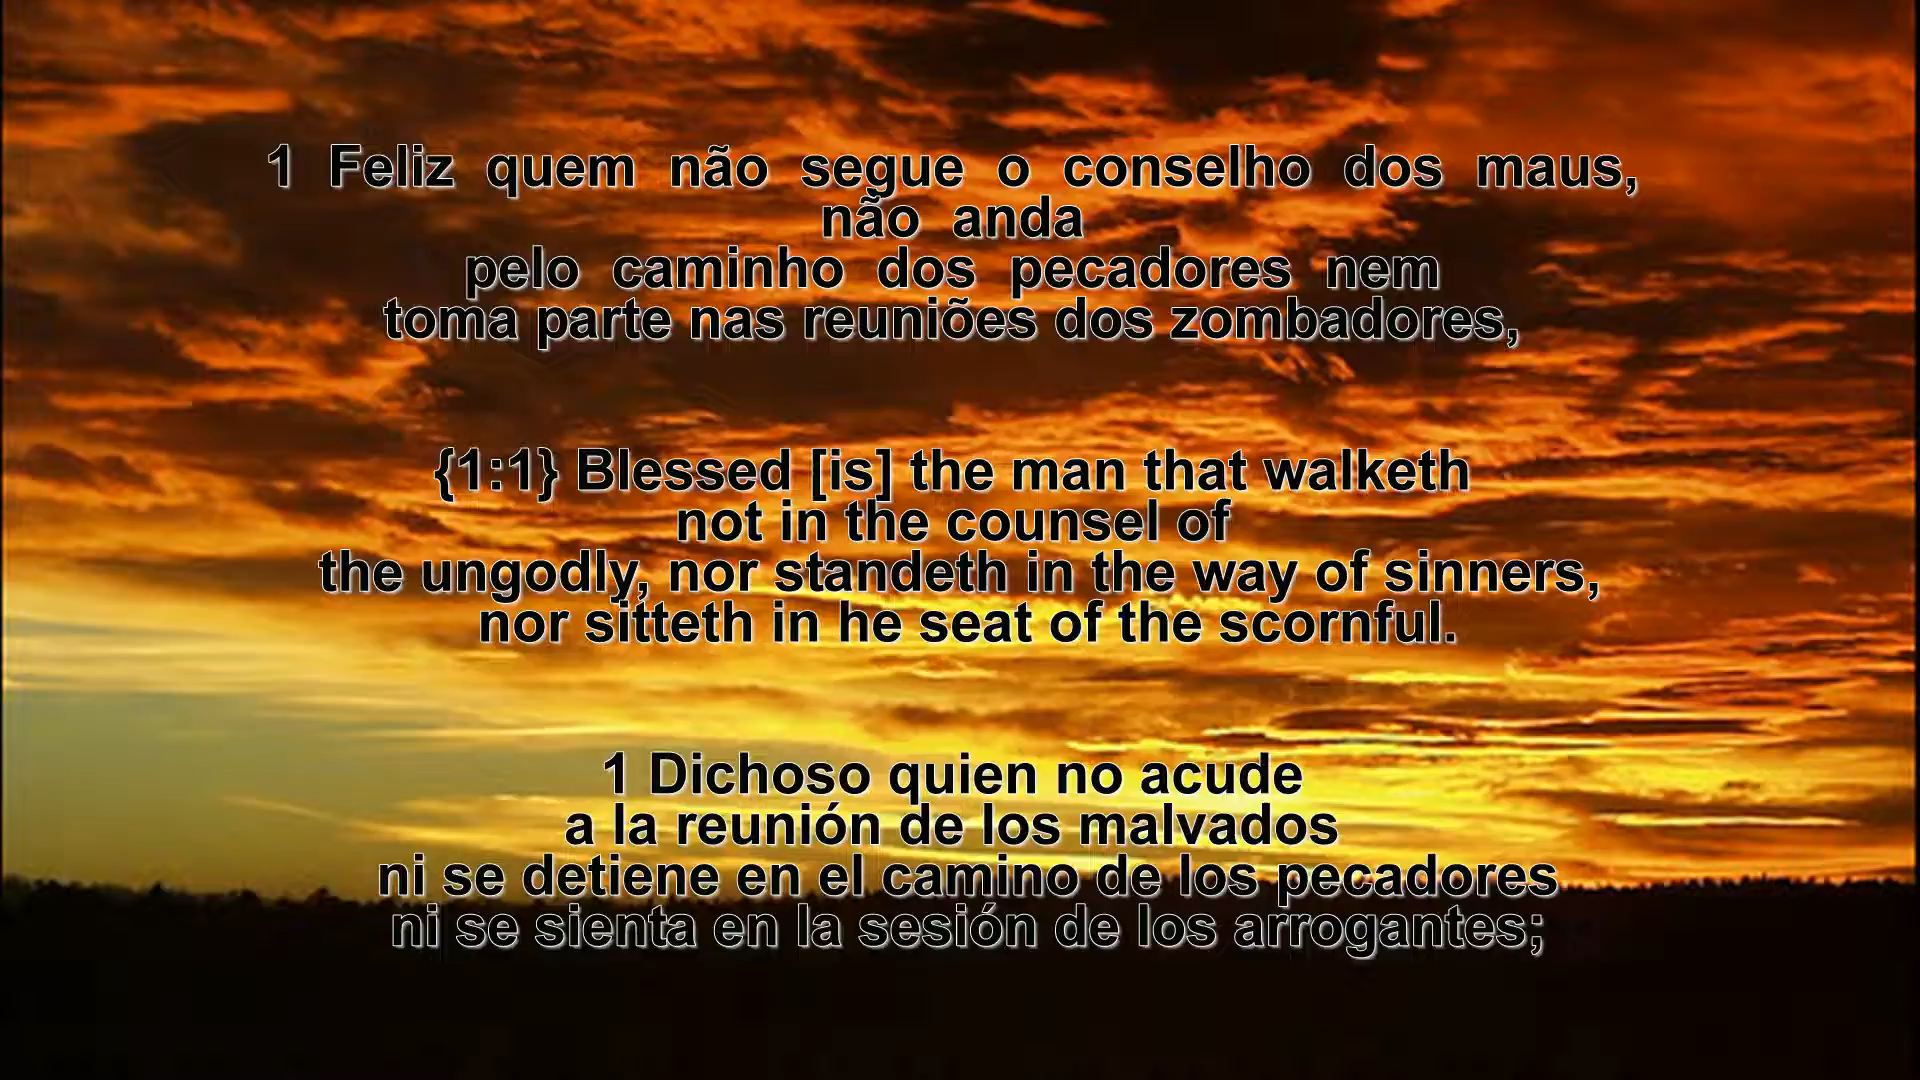 1 Feliz quem não segue o conselho dos maus,
não anda
pelo caminho dos pecadores nem
toma parte nas reuniões dos zombadores,
{1:1} Blessed [is] the man that walketh
not in the counsel of
the ungodly, nor standeth in the way of sinners,
nor sitteth in he seat of the scornful.
1 Dichoso quien no acude
a la reunión de los malvados
ni se detiene en el camino de los pecadores
ni se sienta en la sesión de los arrogantes;